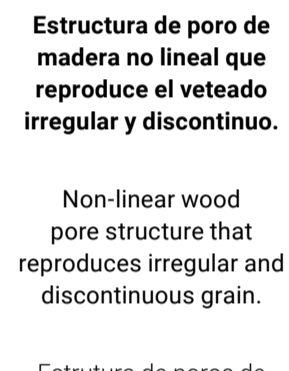 Estructura de poro de
madera no lineal que
reproduce el veteado
irregular y discontinuo.
Non-linear wood
pore structure that
reproduces irregular and
discontinuous grain.